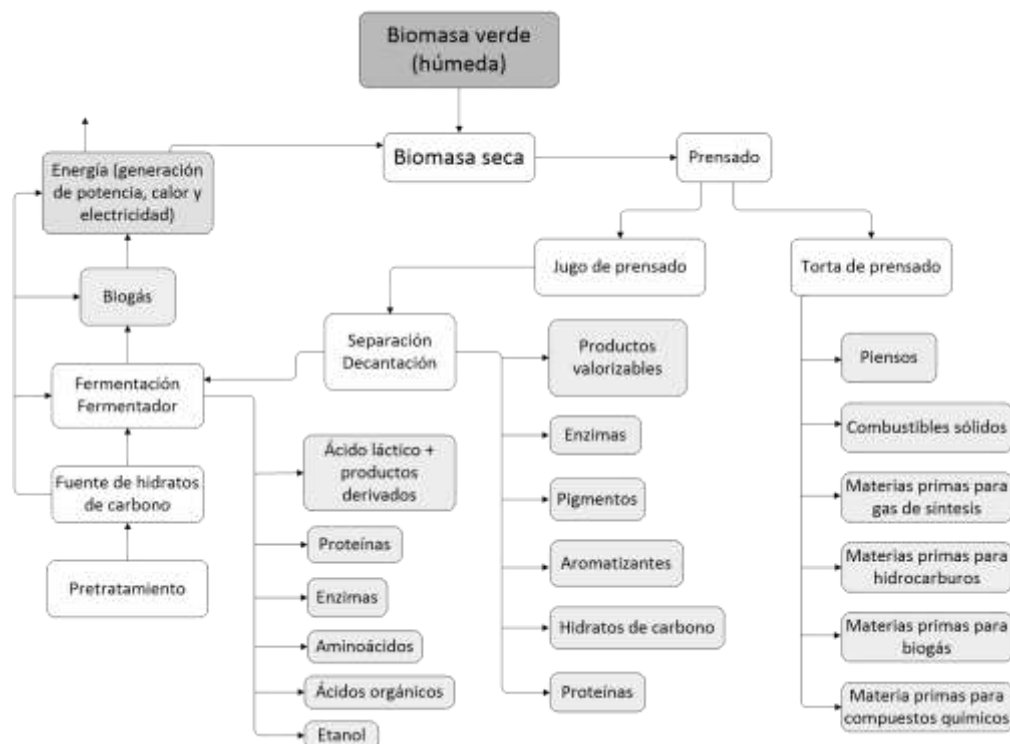 Biomasa verde
(húmeda)
Biomasa seca
Prensado
Energía (generación
de potencia, calor y
electricidad)
Jugo de prensado
Torta de prensado
Biogás
Separación
Decantación
Productos
valorizables
Piensos
Fermentación
Fermentador
Enzimas
Combustibles sólidos
Ácido láctico +
productos
derivados
Fuente de hidratos
de carbono
Pigmentos
Materias primas para
gas de síntesis
Proteínas
Aromatizantes
Materias primas para
hidrocarburos
Pretratamiento
Enzimas
Hidratos de carbono
Materias primas para
biogás
Aminoácidos
Ácidos orgánicos
Proteínas
Materia primas para
compuestos químicos
Etanol